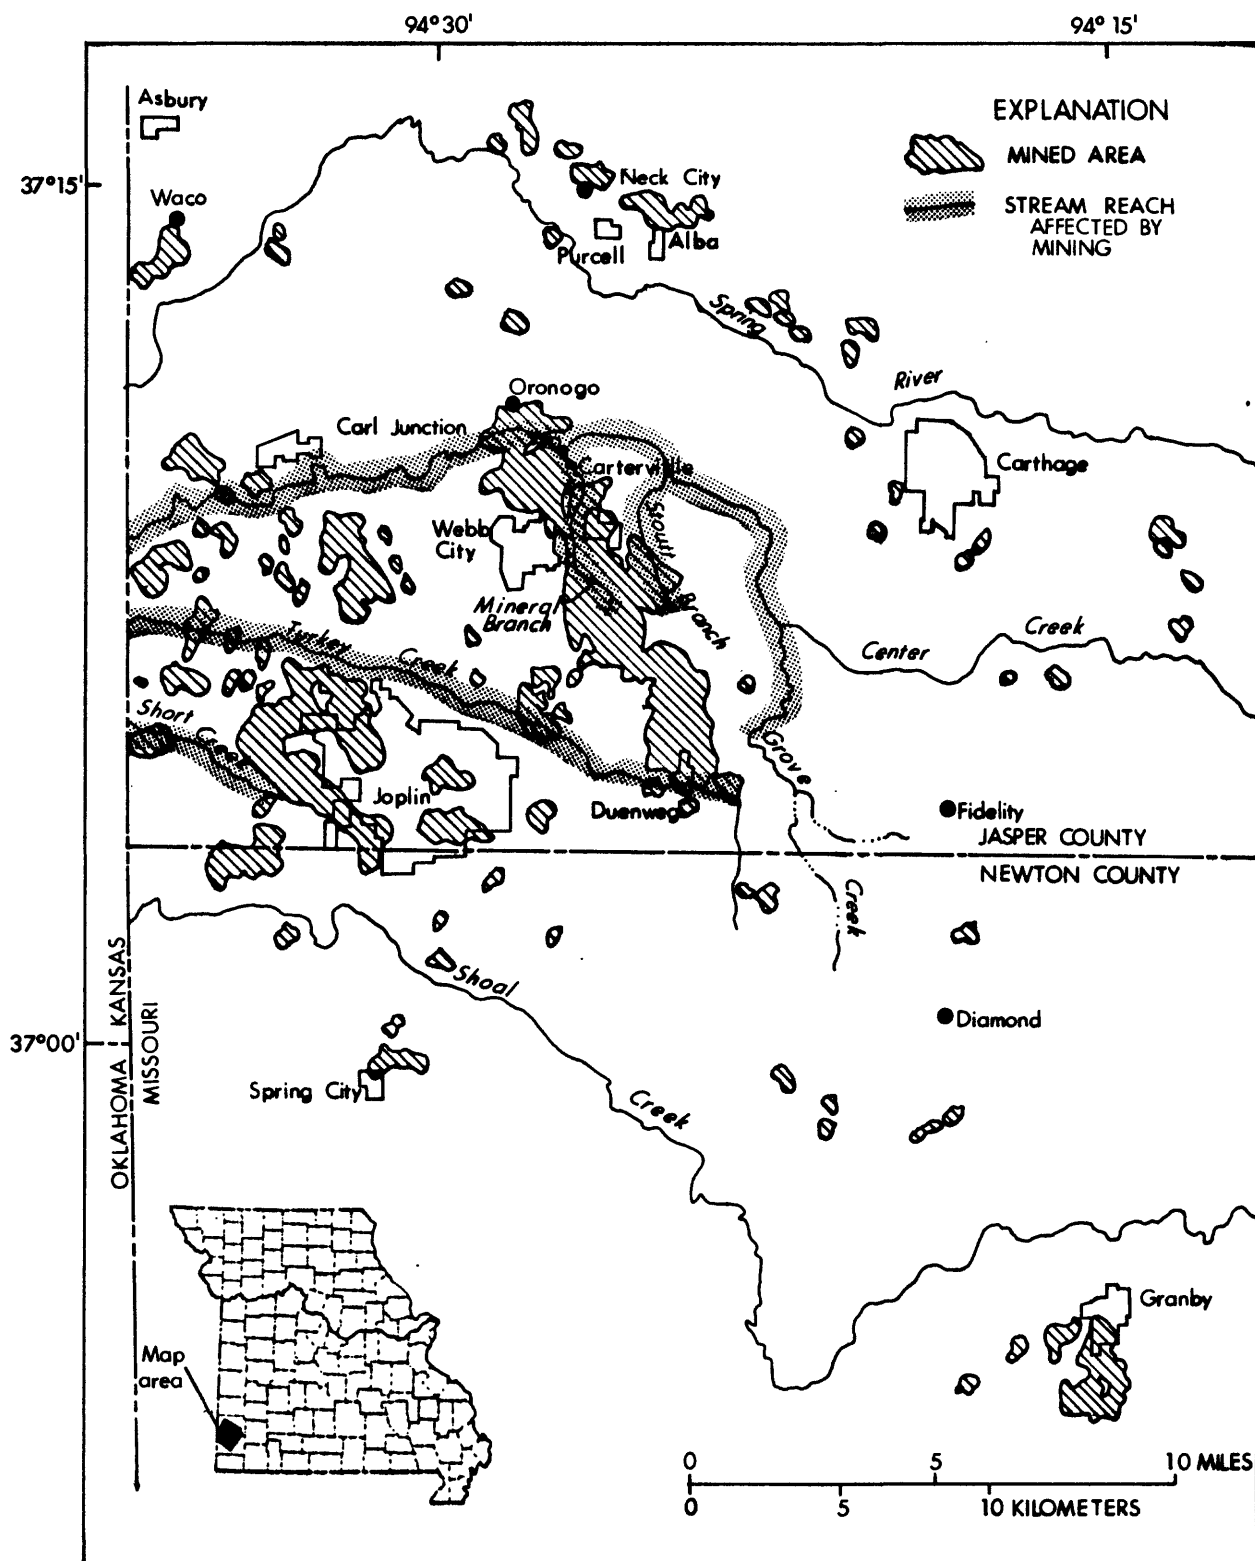 94°30'
94°15'
Asbury
EXPLANATION
MINED AREA
37°15'
Neck City
Waco
STREAM REACH
AFFECTED BY
MINING
Alba
Purcell
Spring
River
Oronogo
Carl Junction
Carterville
Carthage
Stoutt
Webb
City
Mineral
Branch
Branch
Turkey
Creek
Creek
Center
Short
Creek
Grove
Joplin
Duenweg
Fidelity
JASPER COUNTY
NEWTON COUNTY
Creek
Shoal
OKLAHOMA KANSAS
MISSOURI
Diamond
37°00'
Spring City
Creek
Granby
Map
area
0 5 10 MILES
0 5 10 KILOMETERS